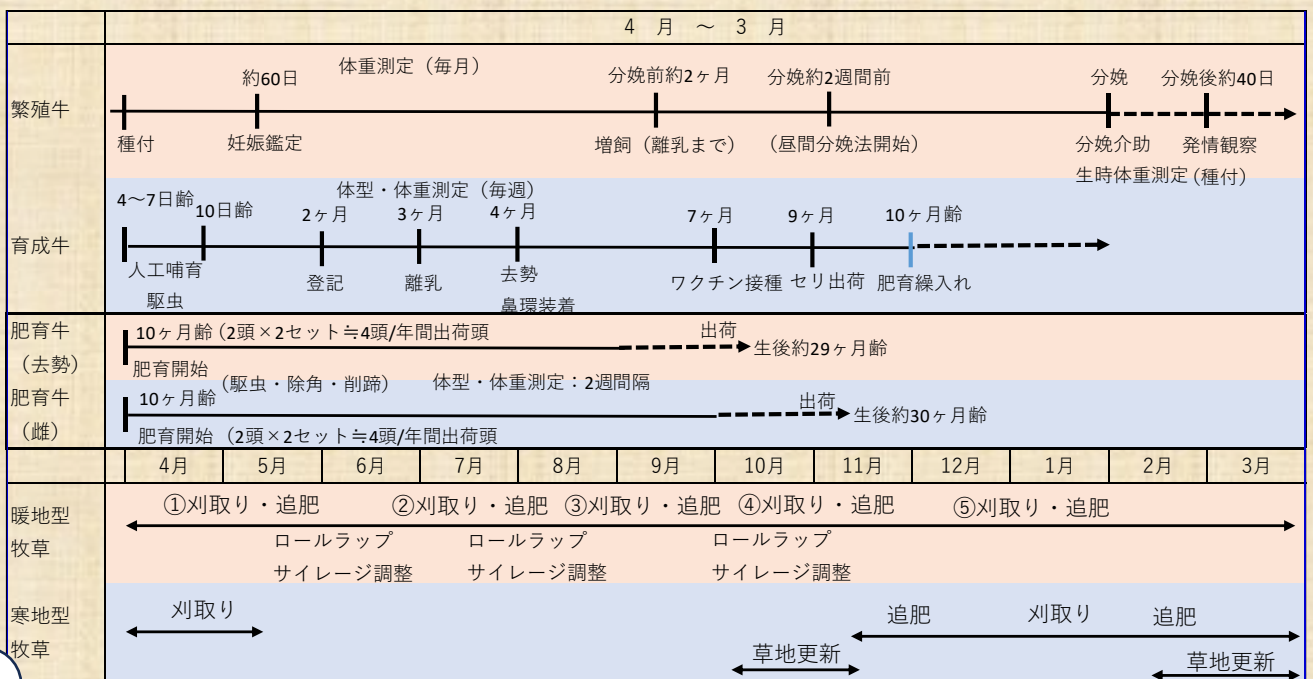 4 月 ～ 3 月
繁殖牛
体重測定（毎月）
約60日
分娩前約2ヶ月
分娩約2週間前
分娩
分娩後約40日
種付
妊娠鑑定
増飼（離乳まで）
（昼間分娩法開始）
分娩介助
発情観察
生時体重測定
(種付)
育成牛
体型・体重測定（毎週）
4～7日齢
10日齢
2ヶ月
3ヶ月
4ヶ月
7ヶ月
9ヶ月
10ヶ月齢
人工哺育
駆虫
登記
離乳
去勢
鼻環装着
ワクチン接種
セリ出荷
肥育繰入れ
肥育牛
（去勢）
10ヶ月齢（2頭×2セット≒4頭/年間出荷頭
出荷
生後約29ヶ月齢
肥育開始
（駆虫・除角・削蹄）
体型・体重測定：2週間隔
肥育牛
（雌）
10ヶ月齢
出荷
生後約30ヶ月齢
肥育開始（2頭×2セット≒4頭/年間出荷頭
4月 5月 6月 7月 8月 9月 10月 11月 12月 1月 2月 3月
暖地型
牧草
①刈取り・追肥 ②刈取り・追肥 ③刈取り・追肥 ④刈取り・追肥 ⑤刈取り・追肥
ロールラップ ロールラップ ロールラップ
サイレージ調整 サイレージ調整 サイレージ調整
寒地型
牧草
刈取り
追肥 刈取り 追肥
草地更新 草地更新